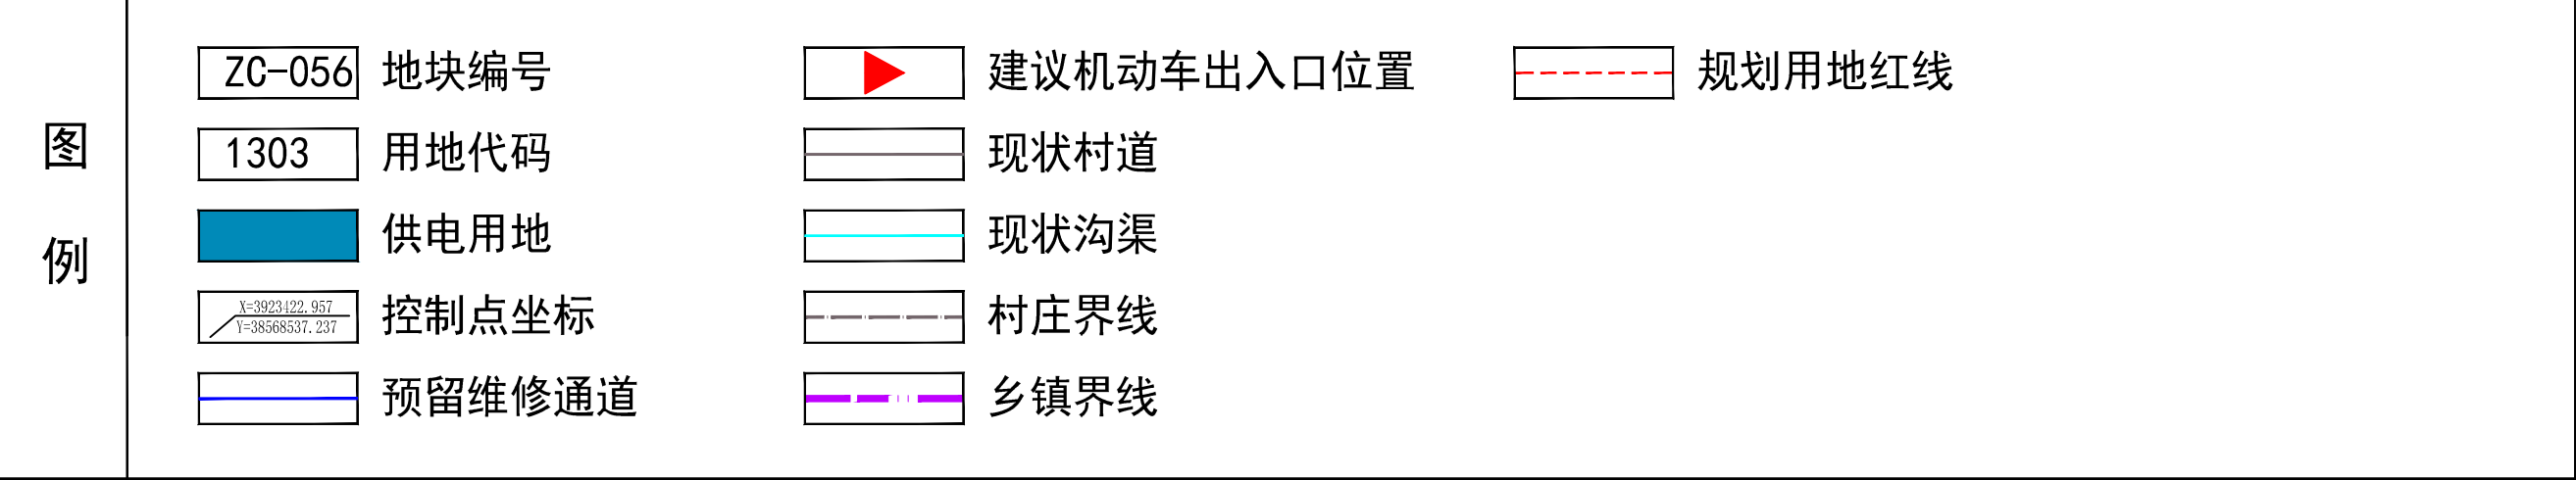 图例
ZC-056 地块编号
1303 用地代码
供电用地
X=3923422.957
Y=38568537.237
控制点坐标
预留维修通道
建议机动车出入口位置
现状村道
现状沟渠
村庄界线
乡镇界线
规划用地红线